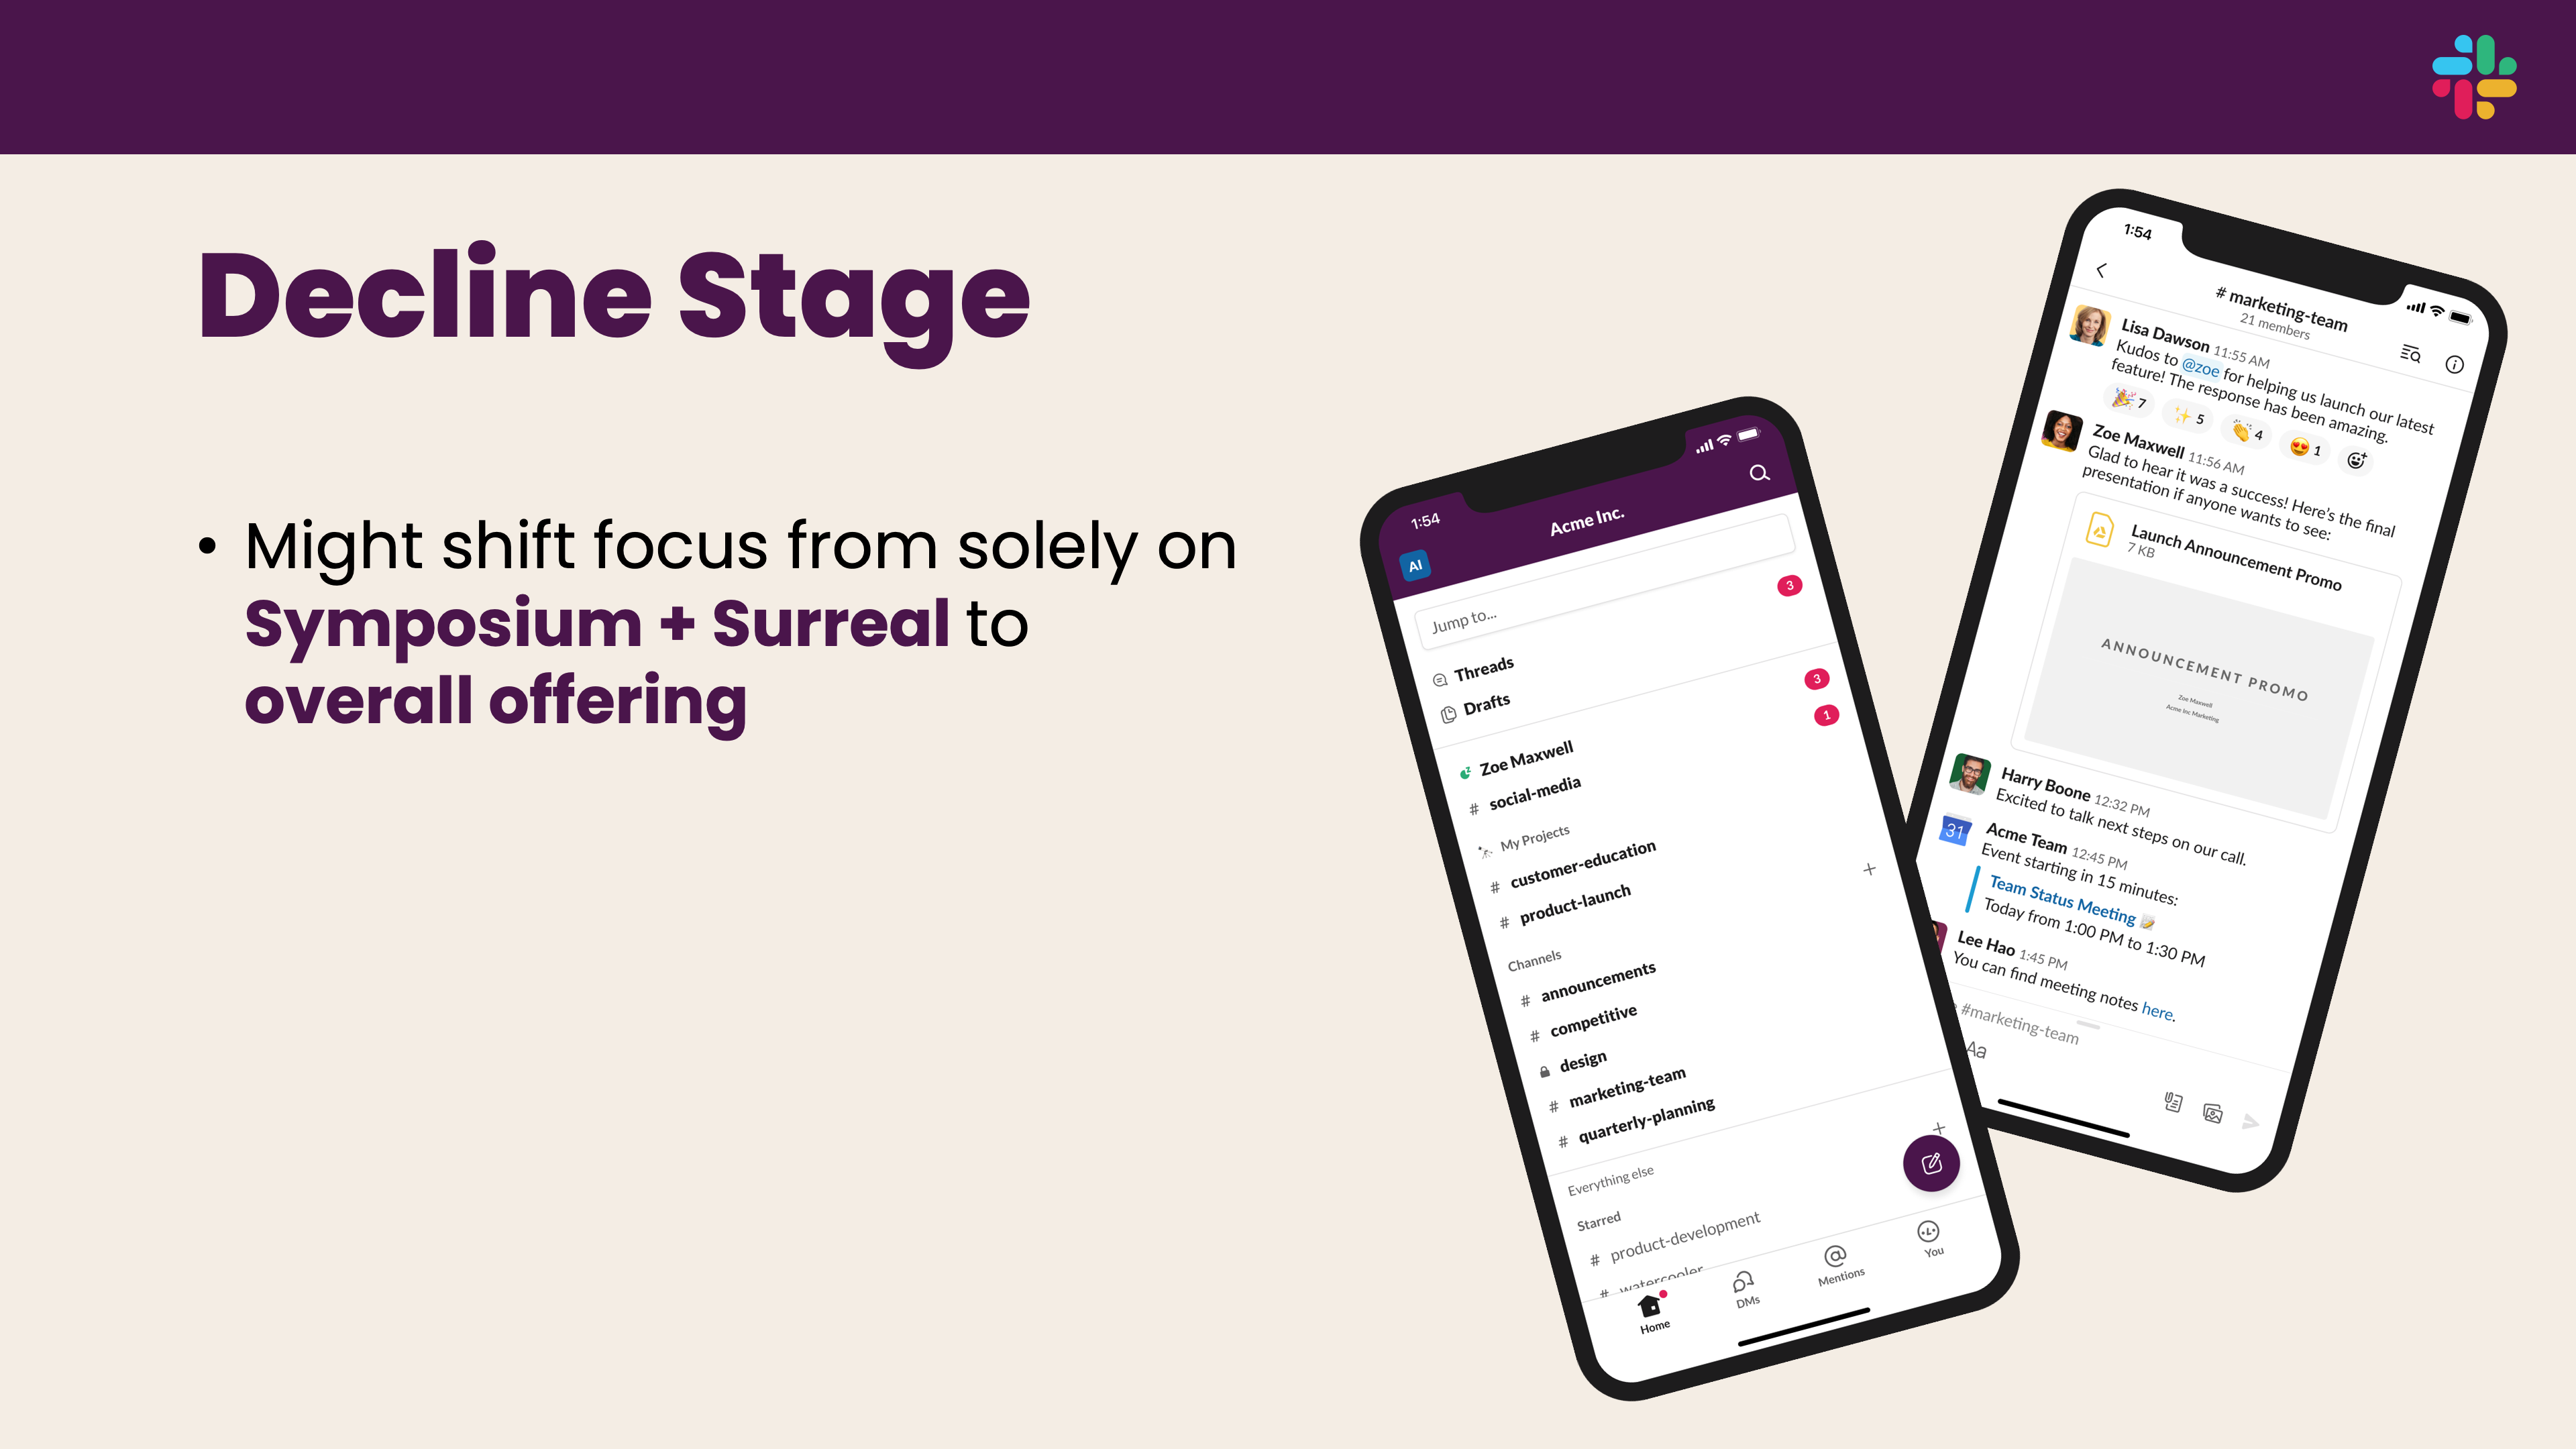 Decline Stage
• Might shift focus from solely on
Symposium + Surreal to
overall offering
1:54
Acme Inc.
AI
Jump to...
Threads
3
Drafts
Zoe Maxwell
3
# social-media
1
My Projects
# customer-education
# product-launch
Channels
# announcements
# competitive
design
# marketing-team
# quarterly-planning
Everything else
Starred
# product-development
# watercooler
Home
DMs
Mentions
You
1:54
# marketing-team
21 members
Lisa Dawson 11:55 AM
Kudos to @zoe for helping us launch our latest
feature! The response has been amazing.
7 5 4 1
Zoe Maxwell 11:56 AM
Glad to hear it was a success! Here's the final
presentation if anyone wants to see:
Launch Announcement Promo
7 KB
ANNOUNCEMENT PROMO
Zoe Maxwell
Acme Inc Marketing
Harry Boone 12:32 PM
Excited to talk next steps on our call.
31
Acme Team 12:45 PM
Event starting in 15 minutes:
Team Status Meeting
Today from 1:00 PM to 1:30 PM
Lee Hao 1:45 PM
You can find meeting notes here.
#marketing-team
Aa